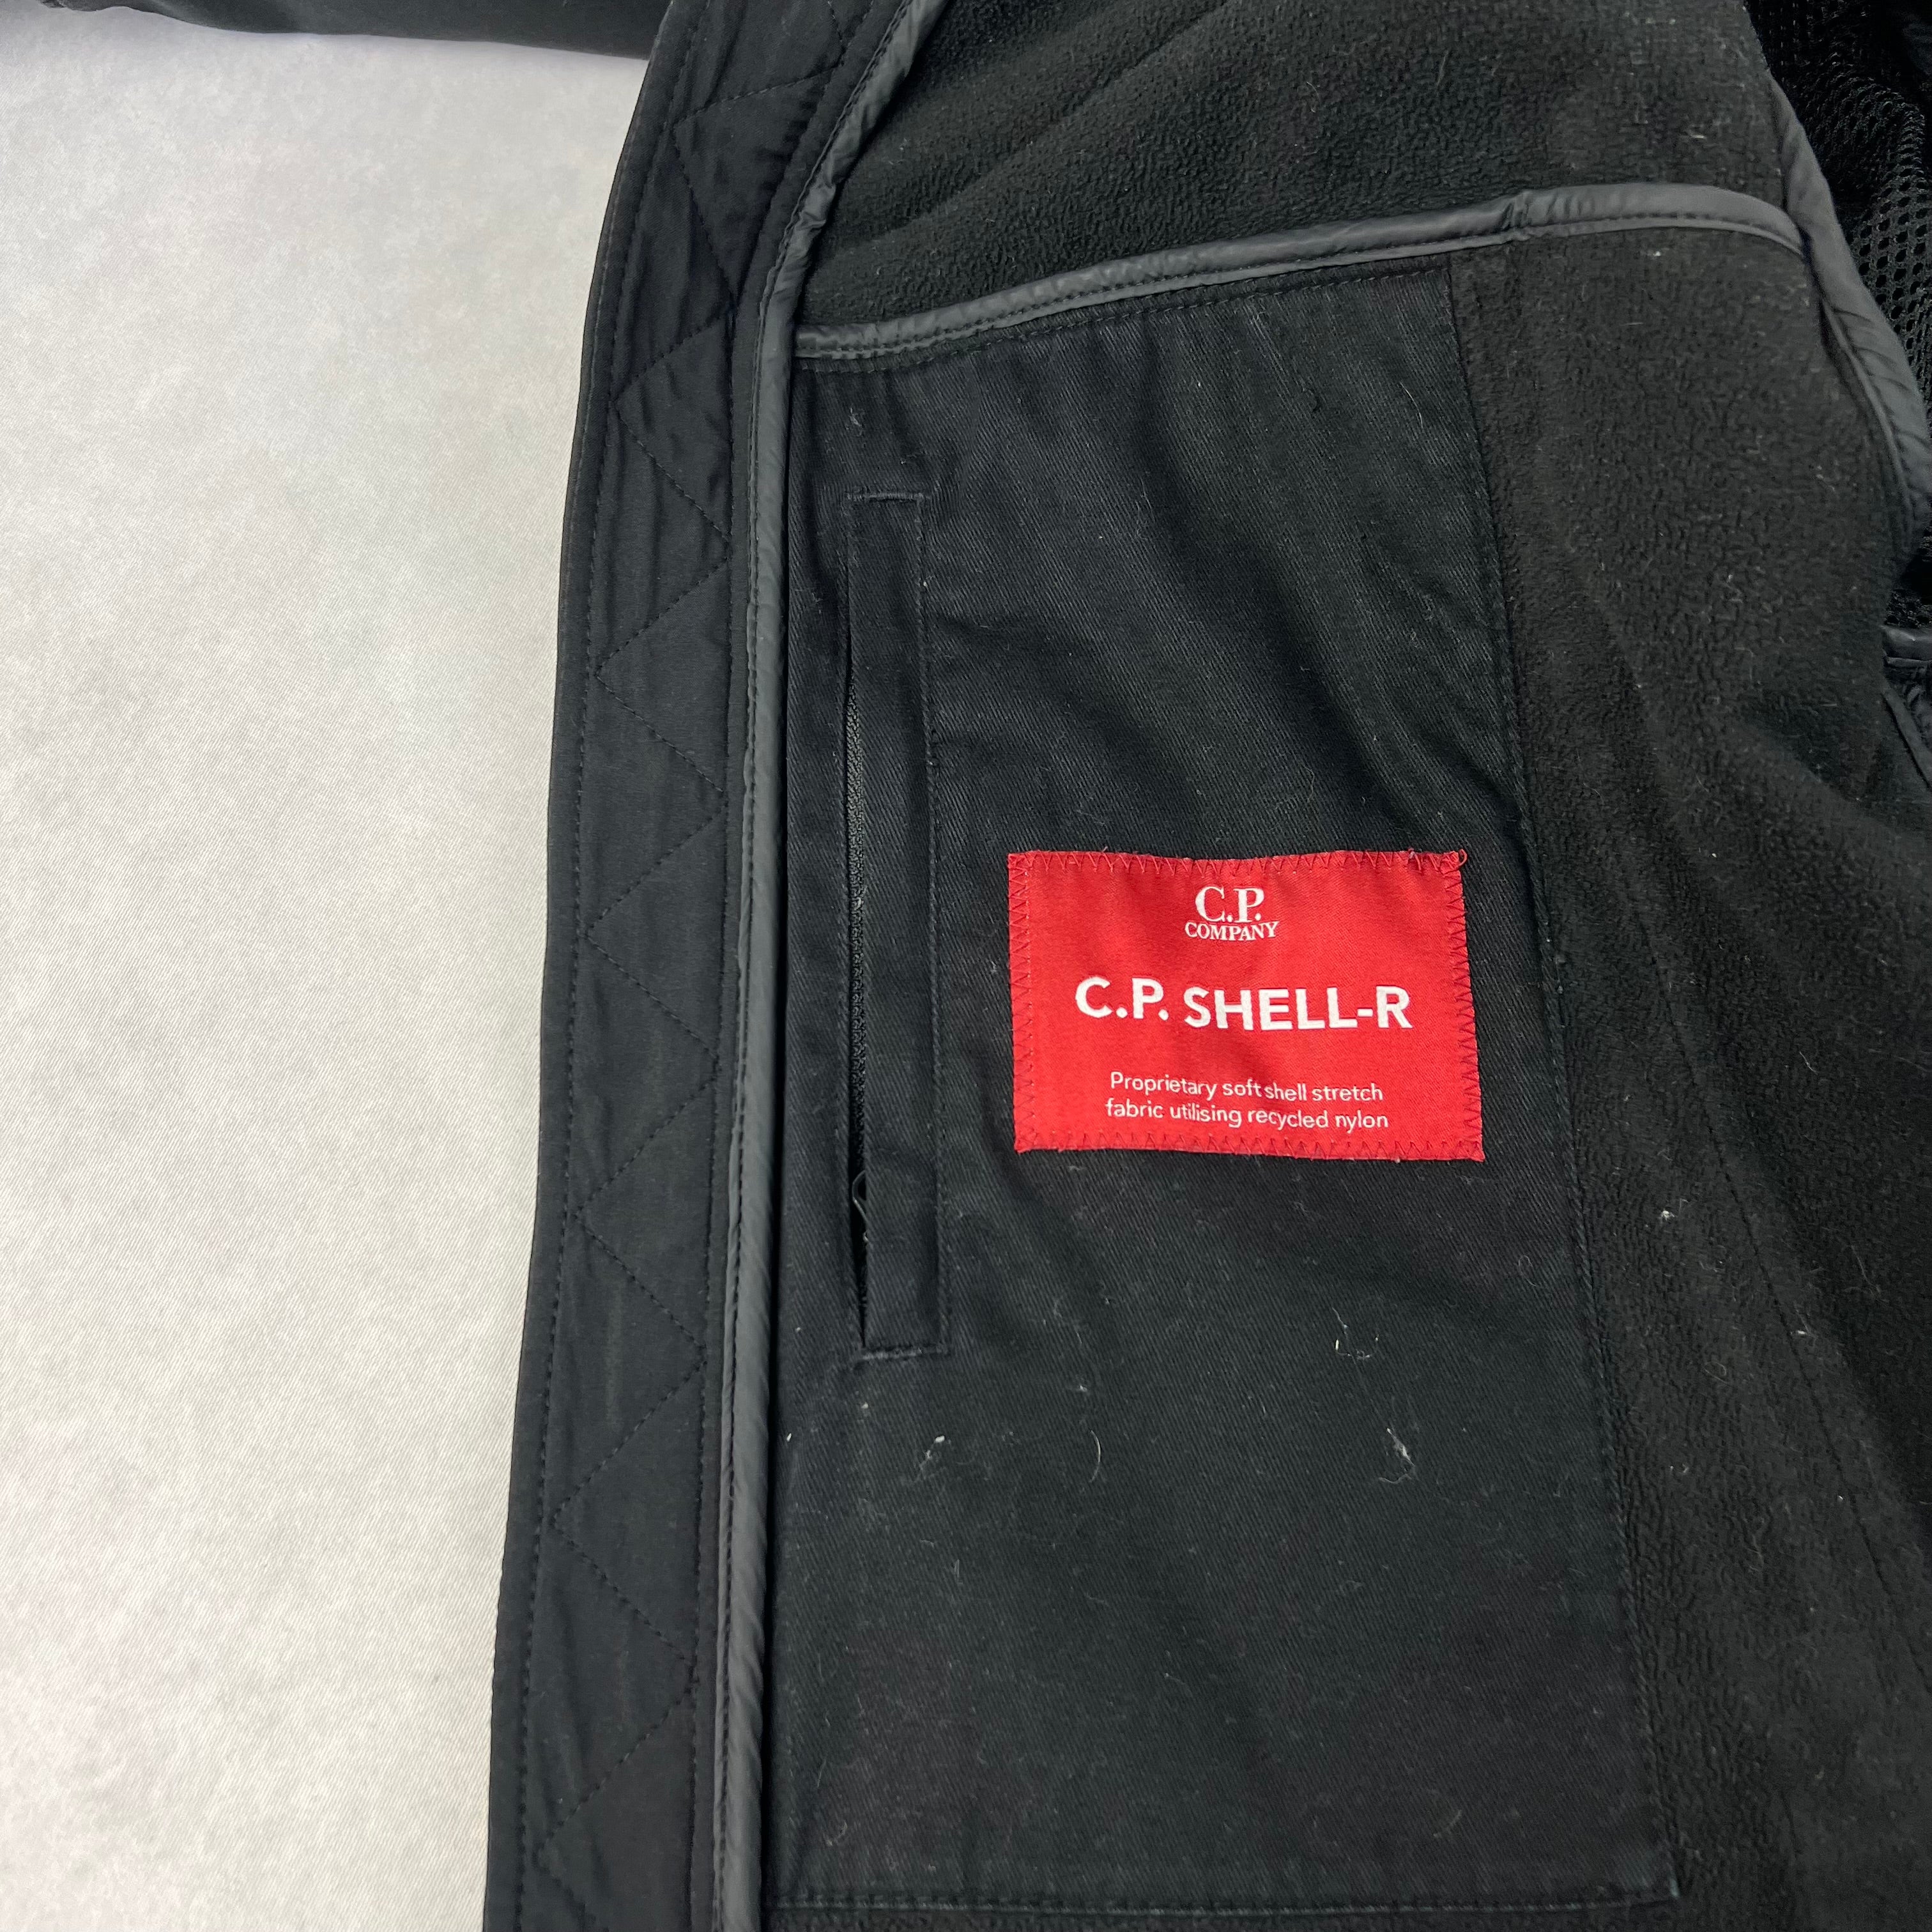 C.P.
COMPANY
C.P. SHELL-R
Proprietary soft shell stretch
fabric utilising recycled nylon